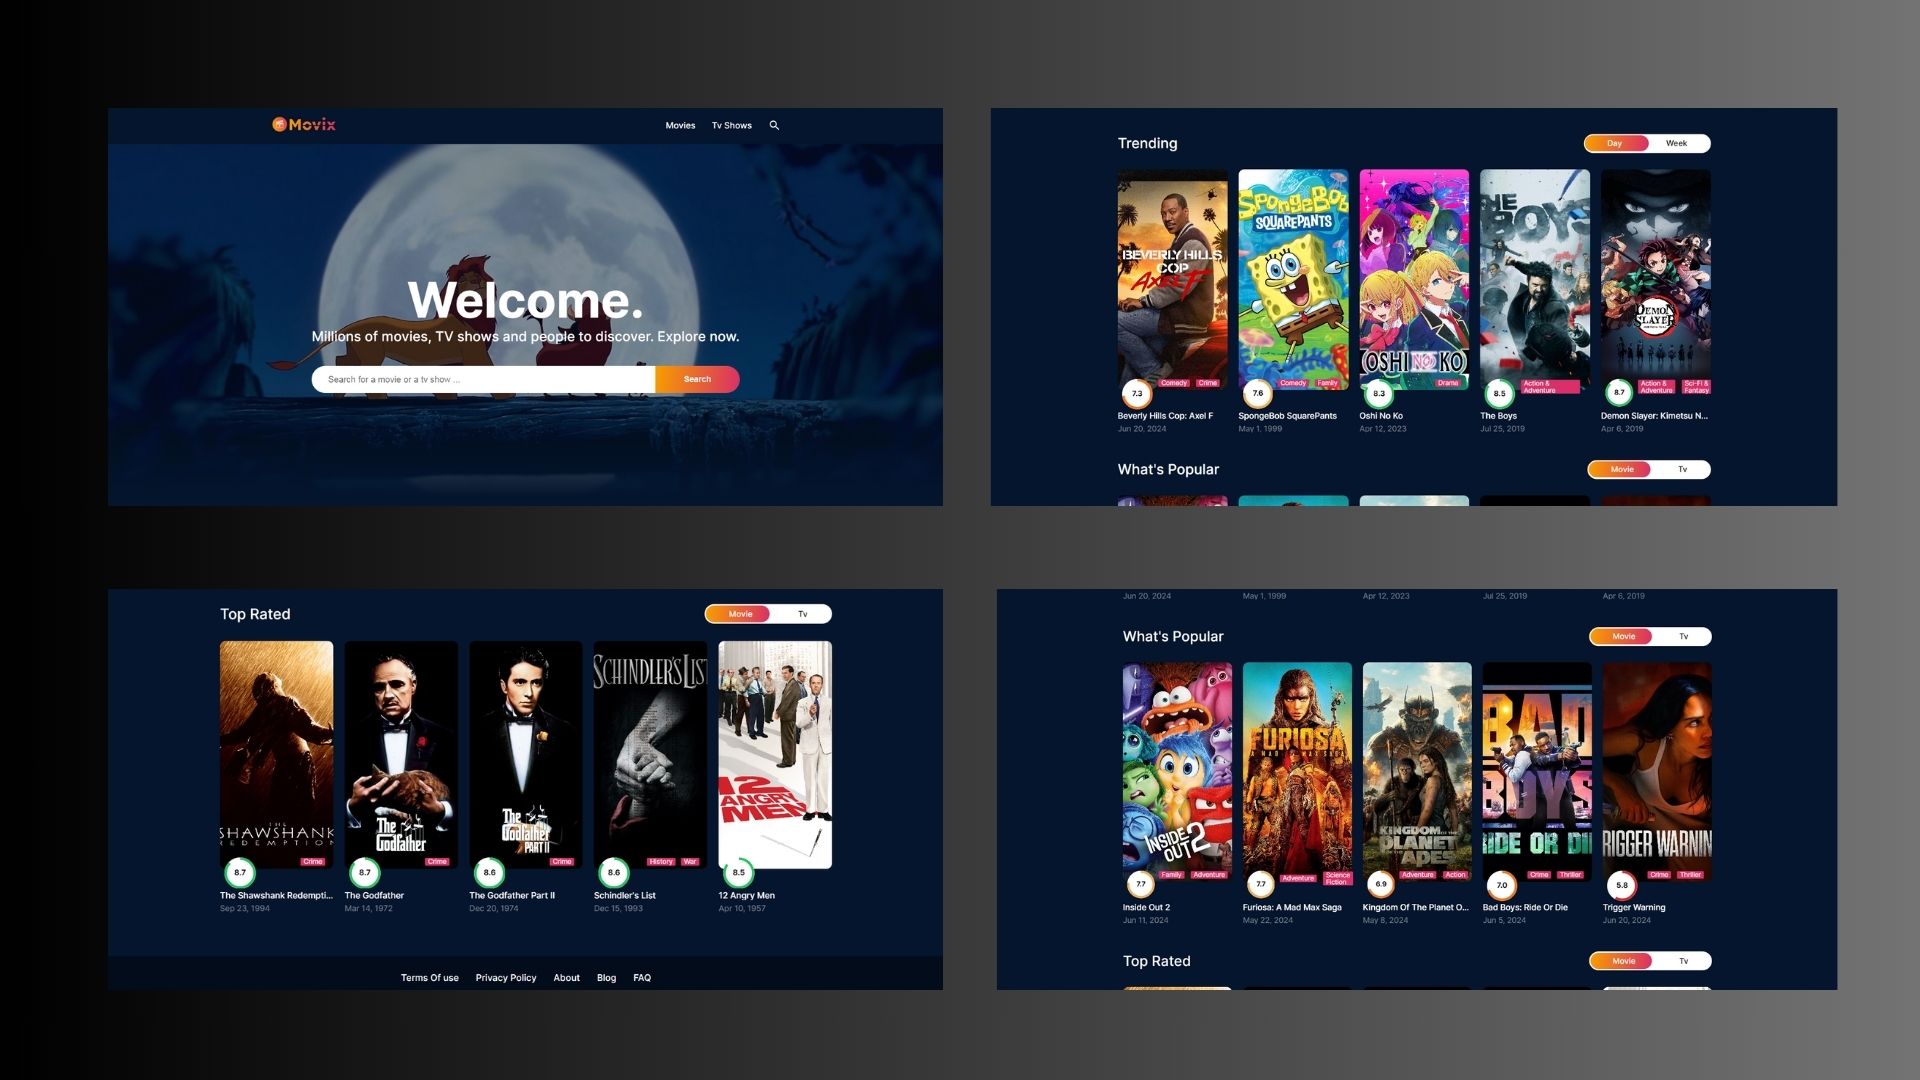 Movix
Movies
Tv Shows
Welcome.
Millions of movies, TV shows and people to discover. Explore now.
Search for a movie or a tv show ...
Search
Trending
Day
Week
BEVERLY HILLS
COP
AXEL F
SPONGEBOB
SQUAREPANTS
OSHI NO KO
THE
BOYS
DEMON
SLAYER
Comedy
Crime
Comedy
Family
Drama
Action &
Adventure
Action &
Adventure
Sci-Fi &
Fantasy
7.3
7.6
8.3
8.5
8.7
Beverly Hills Cop: Axel F
SpongeBob SquarePants
Oshi No Ko
The Boys
Demon Slayer: Kimetsu N...
Jun 20, 2024
May 1, 1999
Apr 12, 2023
Jul 25, 2019
Apr 6, 2019
What's Popular
Movie
Tv
Top Rated
Movie
Tv
THE
SHAWSHANK
REDEMPTION
The
Godfather
The
Godfather
PART II
SCHINDLER'S LIST
12
ANGRY
MEN
Crime
Crime
Crime
History
War
8.7
8.7
8.6
8.6
8.5
The Shawshank Redempti...
The Godfather
The Godfather Part II
Schindler's List
12 Angry Men
Sep 23, 1994
Mar 14, 1972
Dec 20, 1974
Dec 15, 1993
Apr 10, 1957
Terms Of use
Privacy Policy
About
Blog
FAQ
Jun 20, 2024
May 1, 1999
Apr 12, 2023
Jul 25, 2019
Apr 6, 2019
What's Popular
Movie
Tv
INSIDE
OUT 2
FURIOSA
A MAD MAX SAGA
KINGDOM OF THE
PLANET
OF THE
APES
BAD
BOYS
RIDE OR DIE
TRIGGER WARNING
Family
Adventure
Adventure
Science
Fiction
Adventure
Action
Crime
Thriller
Crime
Thriller
7.7
7.7
6.9
7.0
5.8
Inside Out 2
Furiosa: A Mad Max Saga
Kingdom Of The Planet O...
Bad Boys: Ride Or Die
Trigger Warning
Jun 11, 2024
May 22, 2024
May 8, 2024
Jun 5, 2024
Jun 20, 2024
Top Rated
Movie
Tv